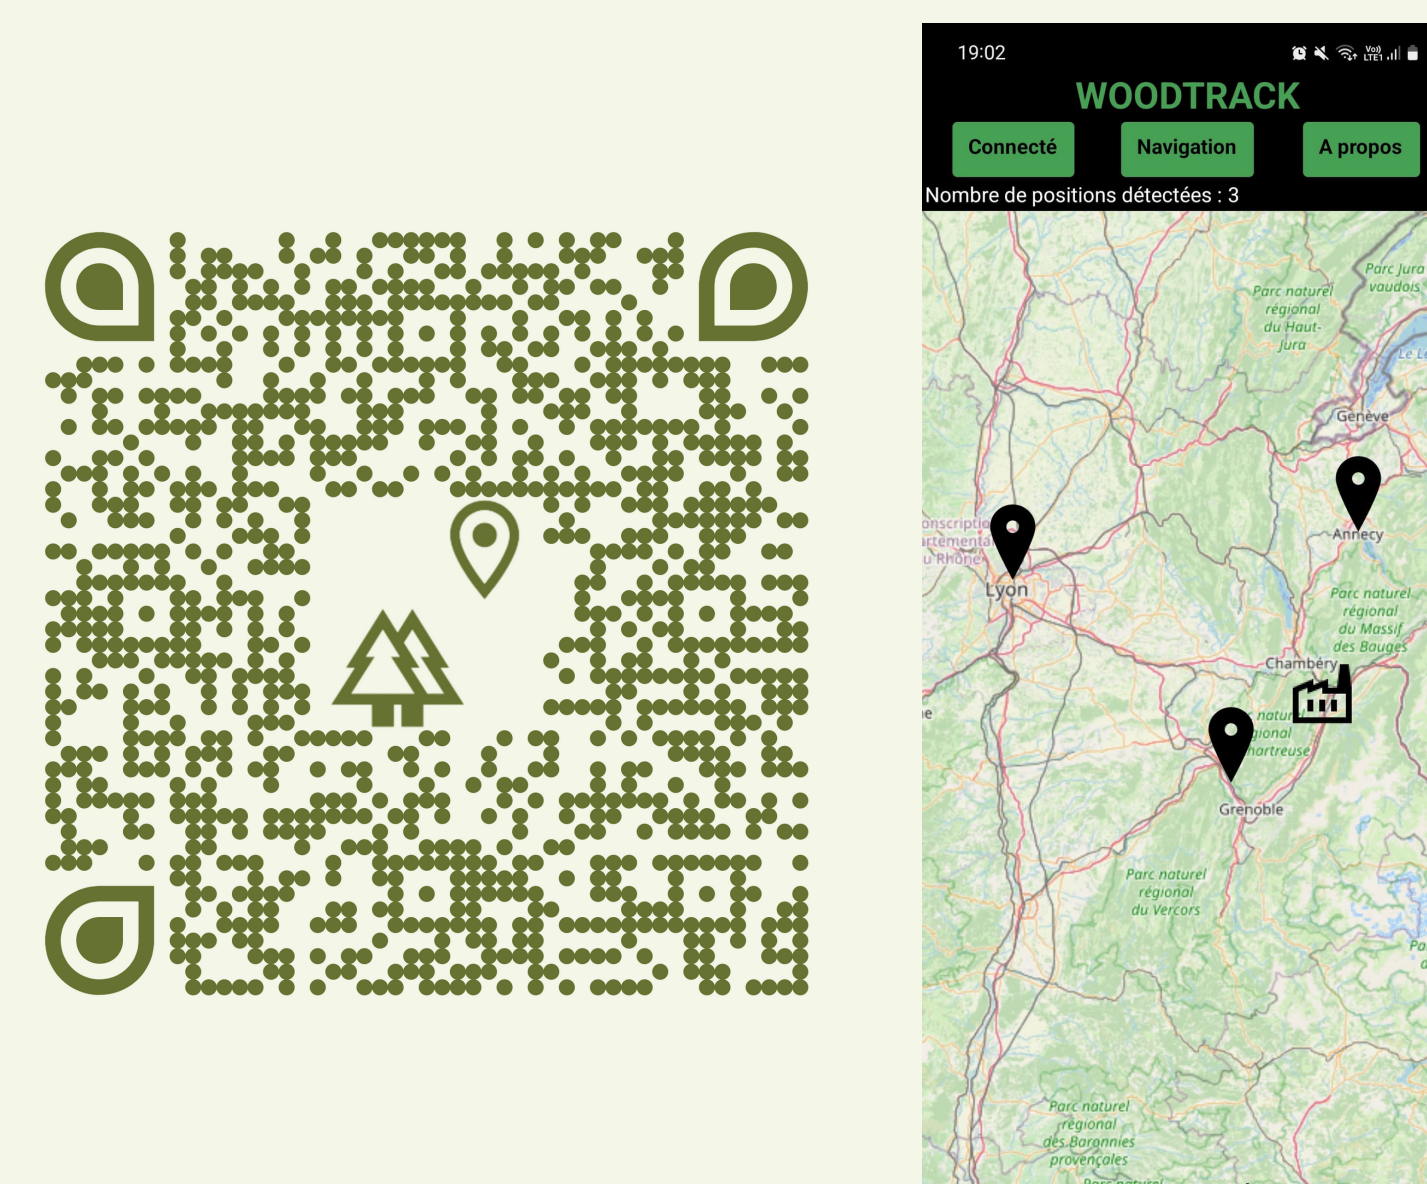 19:02
Vo))
LTE1
WOODTRACK
Connecté
Navigation
A propos
Nombre de positions détectées : 3
Parc Jura
vaudois
Parc naturel
régional
du Haut-
Jura
Genève
Annecy
Lyon
Parc naturel
régional
du Massif
des Bauges
Chambéry
Grenoble
Parc naturel
régional
du Vercors
Parc naturel
régional
des Baronnies
provençales